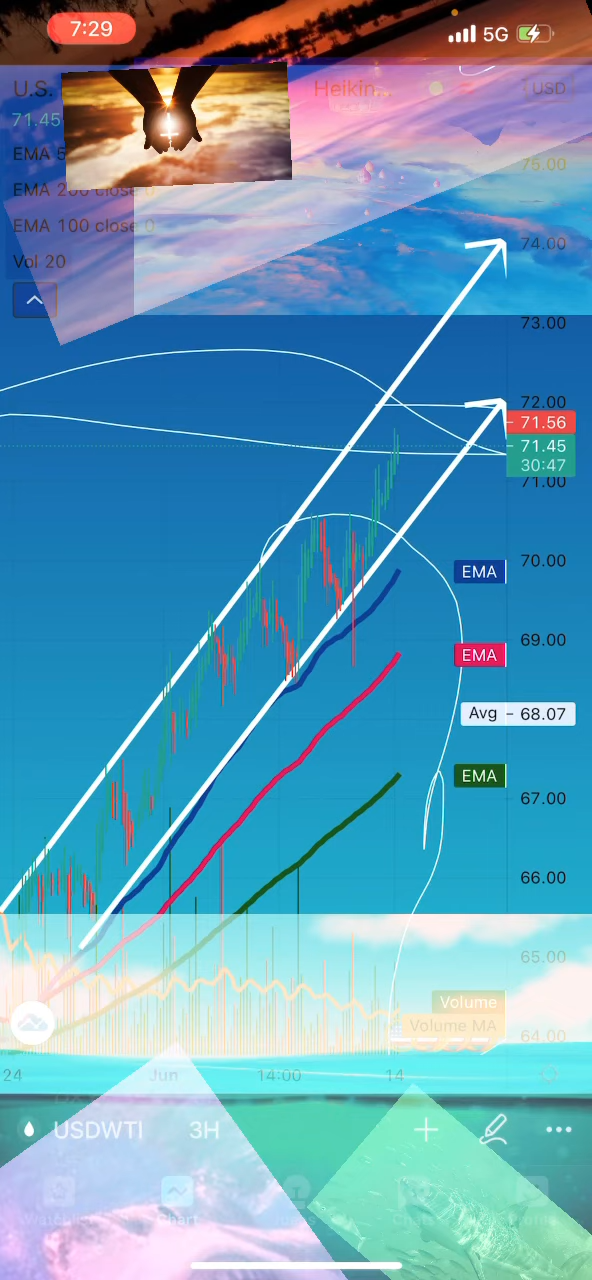 7:29
5G
U.S.
Heikin...
USD
71.45
EMA 5
75.00
EMA 200 close 0
EMA 100 close 0
74.00
Vol 20
73.00
72.00
71.56
71.45
30:47
71.00
70.00
EMA
69.00
EMA
Avg 68.07
EMA
67.00
66.00
65.00
Volume
Volume MA
64.00
24 Jun 14:00 14
USDWTI 3H
Chart